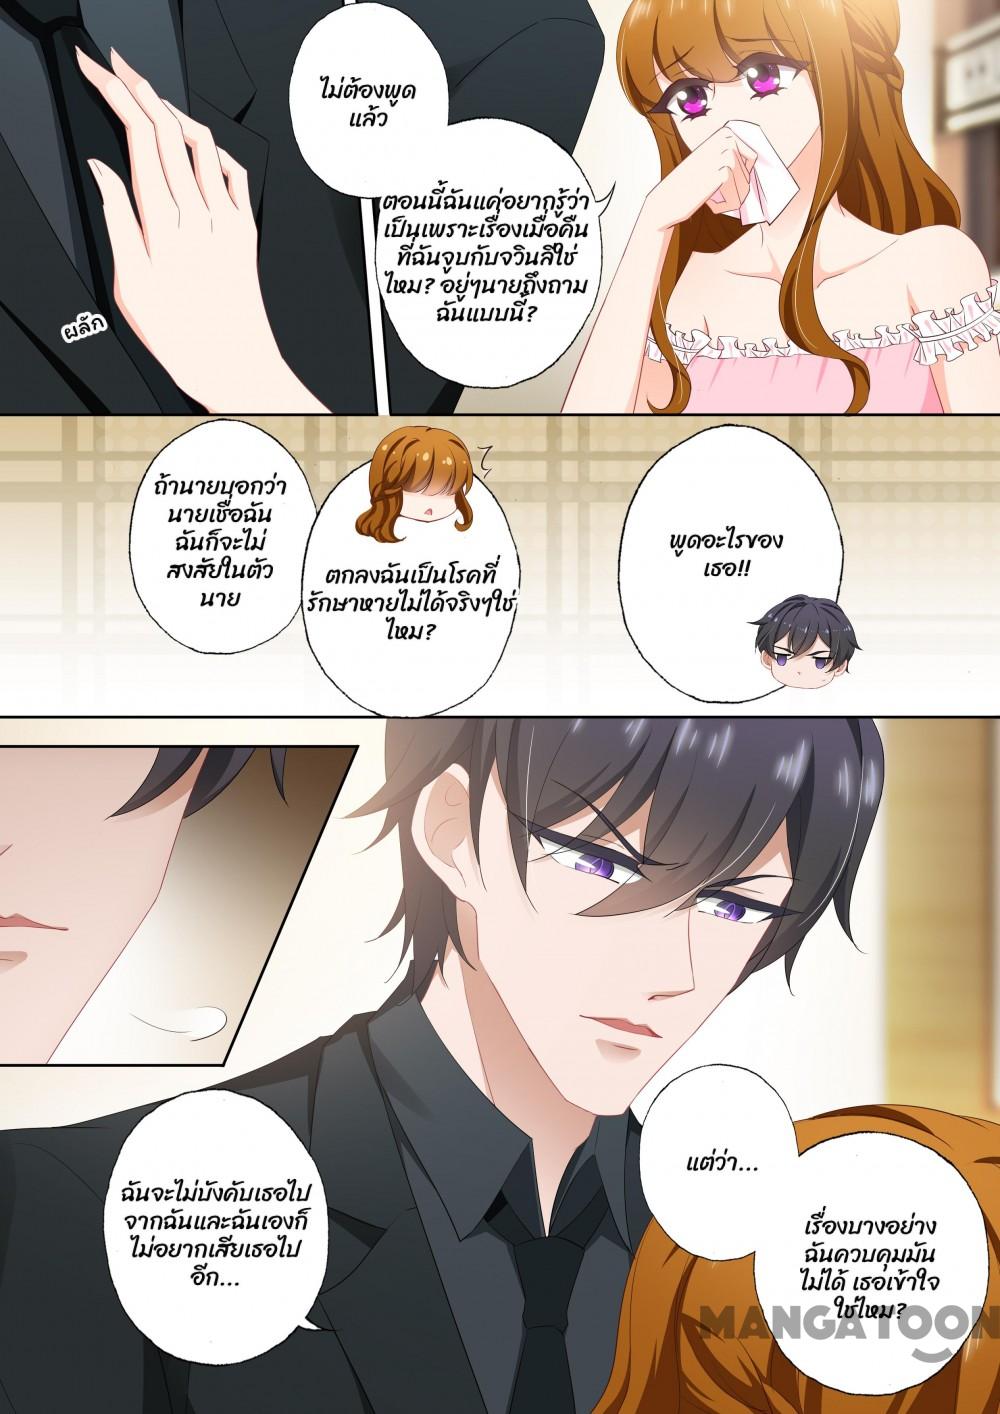 ไม่ต้องพูด
แล้ว
ตอนนี้ฉันแค่อยากรู้ว่า
เป็นเพราะเรื่องเมื่อคืน
ที่ฉันจูบกับจวินลี่ใช่
ไหม? อยู่ๆนายถึงถาม
ฉันแบบนี้?
ผลัก
ถ้านายบอกว่า
นายเชื่อฉัน
ฉันก็จะไม่
สงสัยในตัว
นาย
ตกลงฉันเป็นโรคที่
รักษาหายไม่ได้จริงๆใช่
ไหม?
พูดอะไรของ
เธอ!!
ฉันจะไม่บังคับเธอไป
จากฉันและฉันเองก็
ไม่อยากเสียเธอไป
อีก...
แต่ว่า...
เรื่องบางอย่าง
ฉันควบคุมมัน
ไม่ได้ เธอเข้าใจ
ใช่ไหม?
MANGATOON